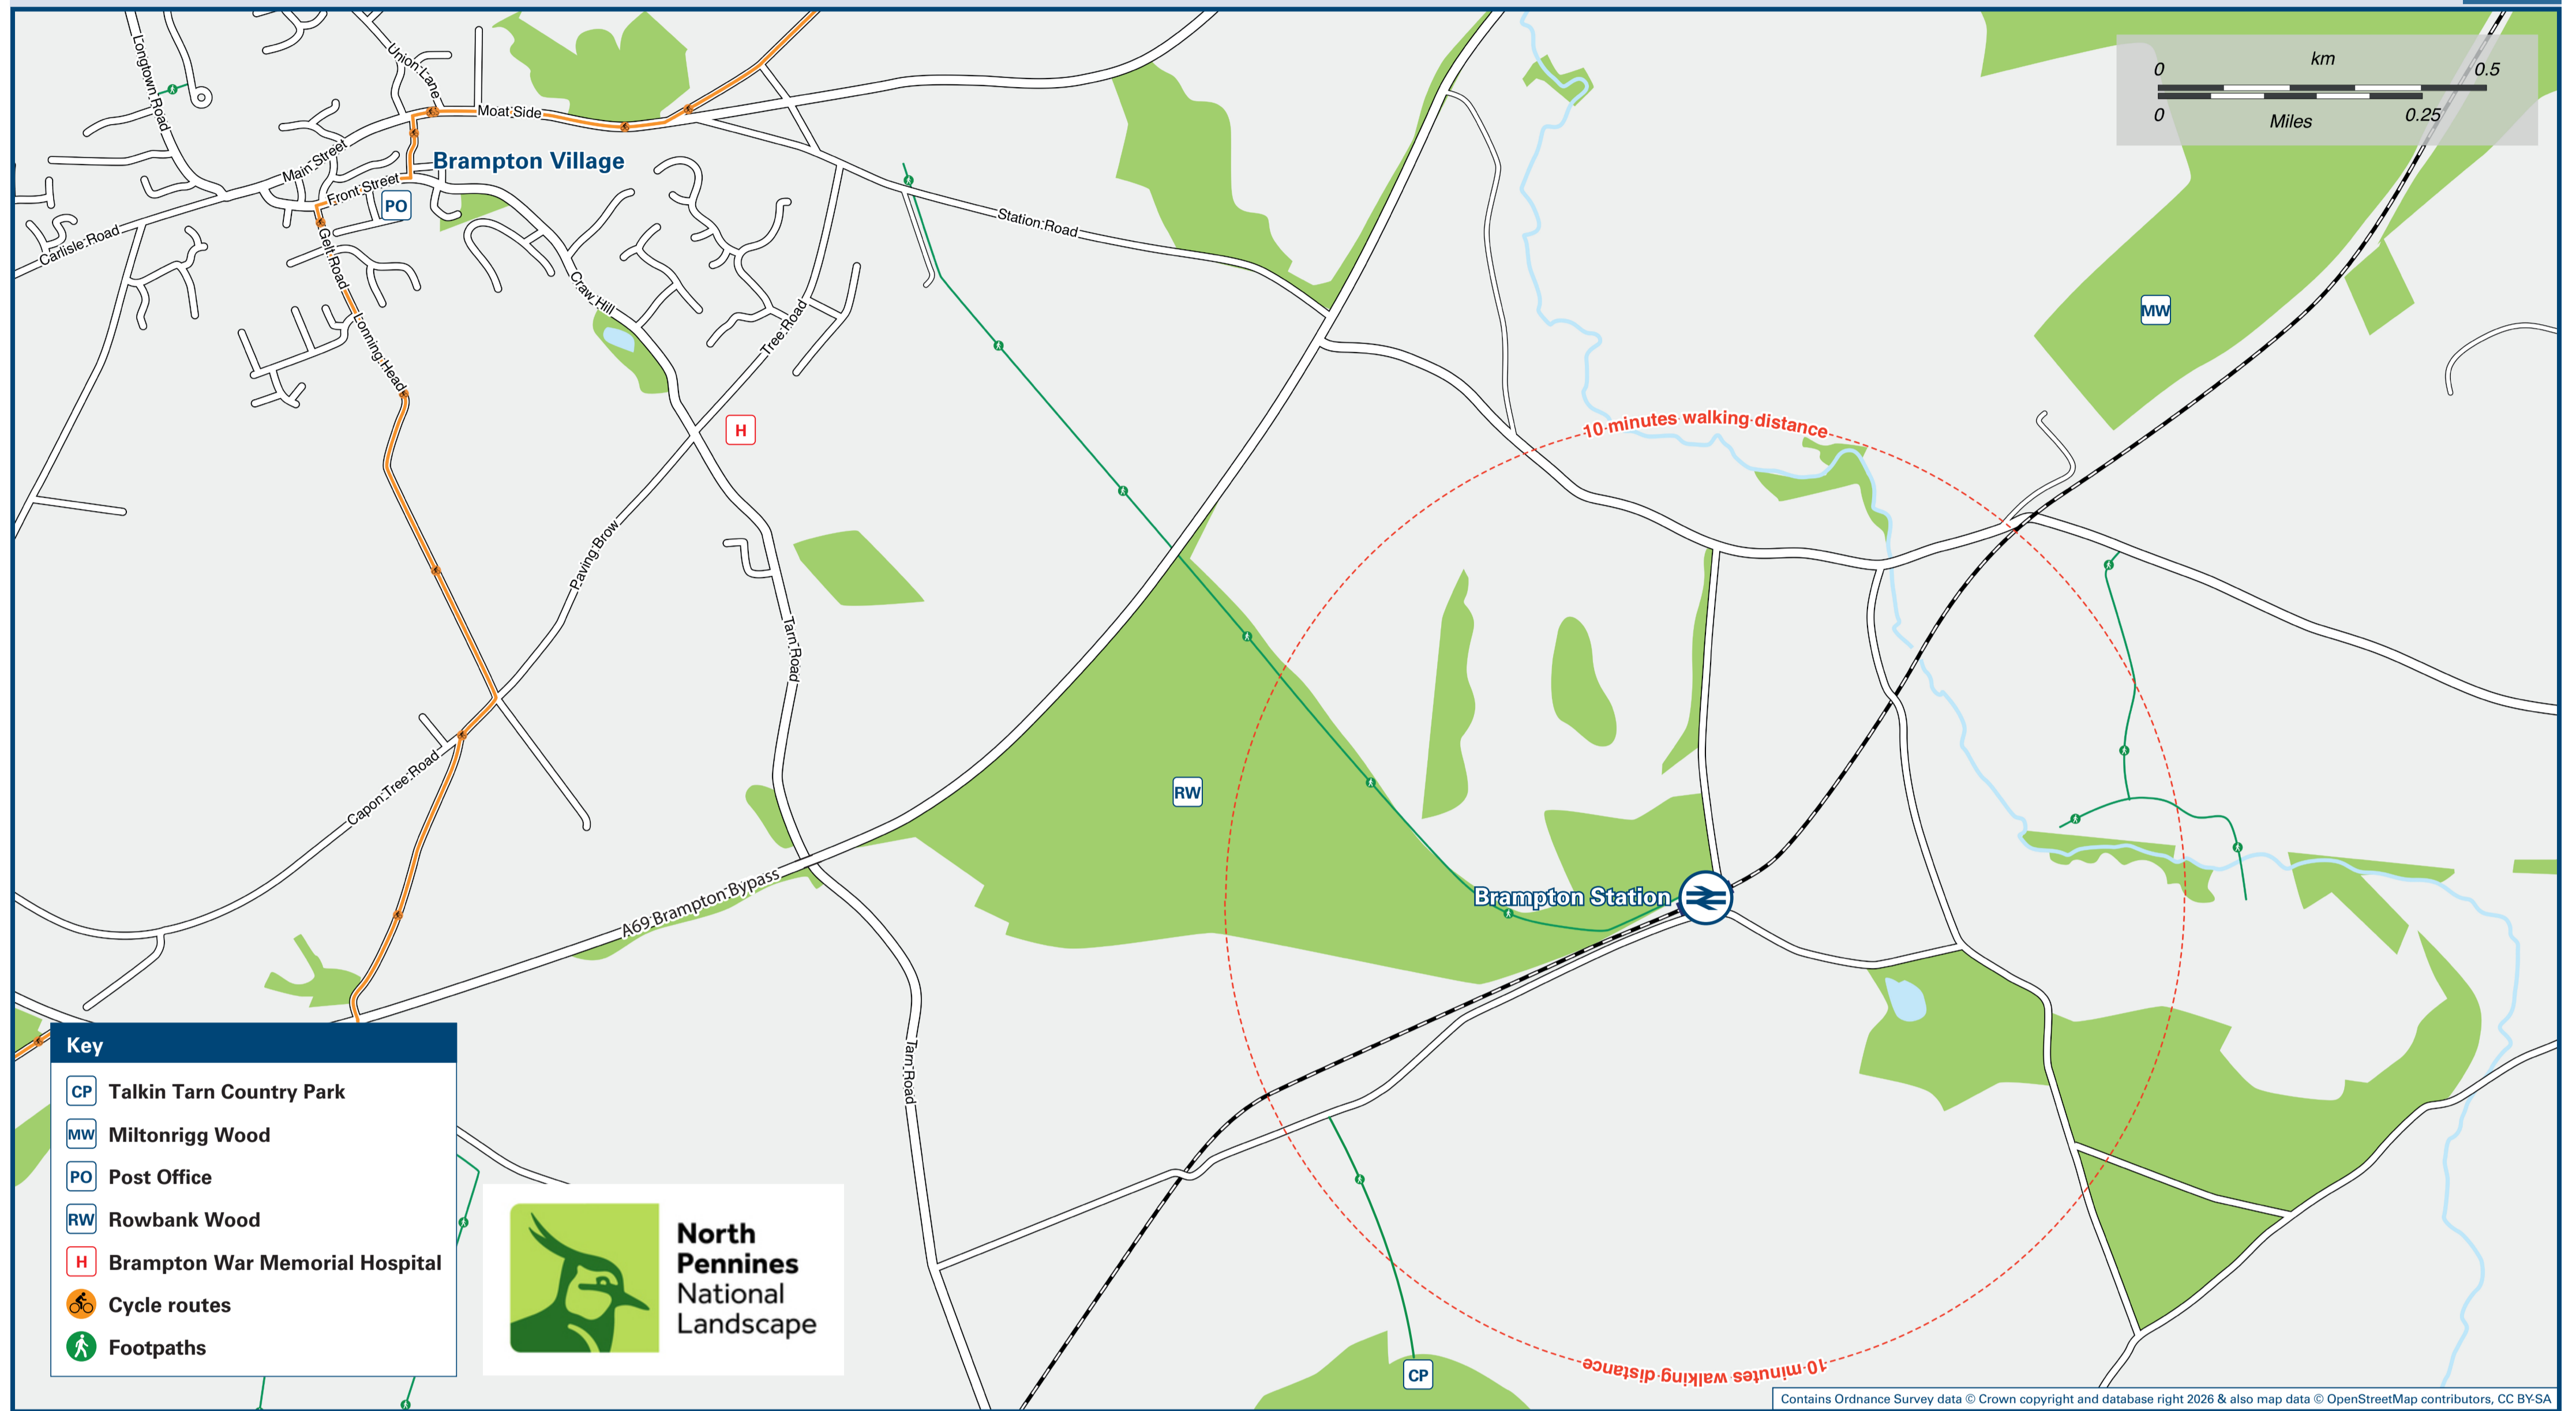 km
0 0.5
0 0.25
Miles
Longtown Road
Union Lane
Moat Side
Main Street
Brampton Village
Front Street
PO
Carlisle Road
Gelt Road
Station Road
Craw Hill
Tree Road
Lonning Head
MW
H
10 minutes walking distance
Paving Brow
Tarn Road
Capon Tree Road
RW
A69 Brampton Bypass
Brampton Station
Tarn Road
Key
CP Talkin Tarn Country Park
MW Miltonrigg Wood
PO Post Office
RW Rowbank Wood
H Brampton War Memorial Hospital
Cycle routes
Footpaths
North
Pennines
National
Landscape
10 minutes walking distance
CP
Contains Ordnance Survey data © Crown copyright and database right 2026 & also map data © OpenStreetMap contributors, CC BY-SA